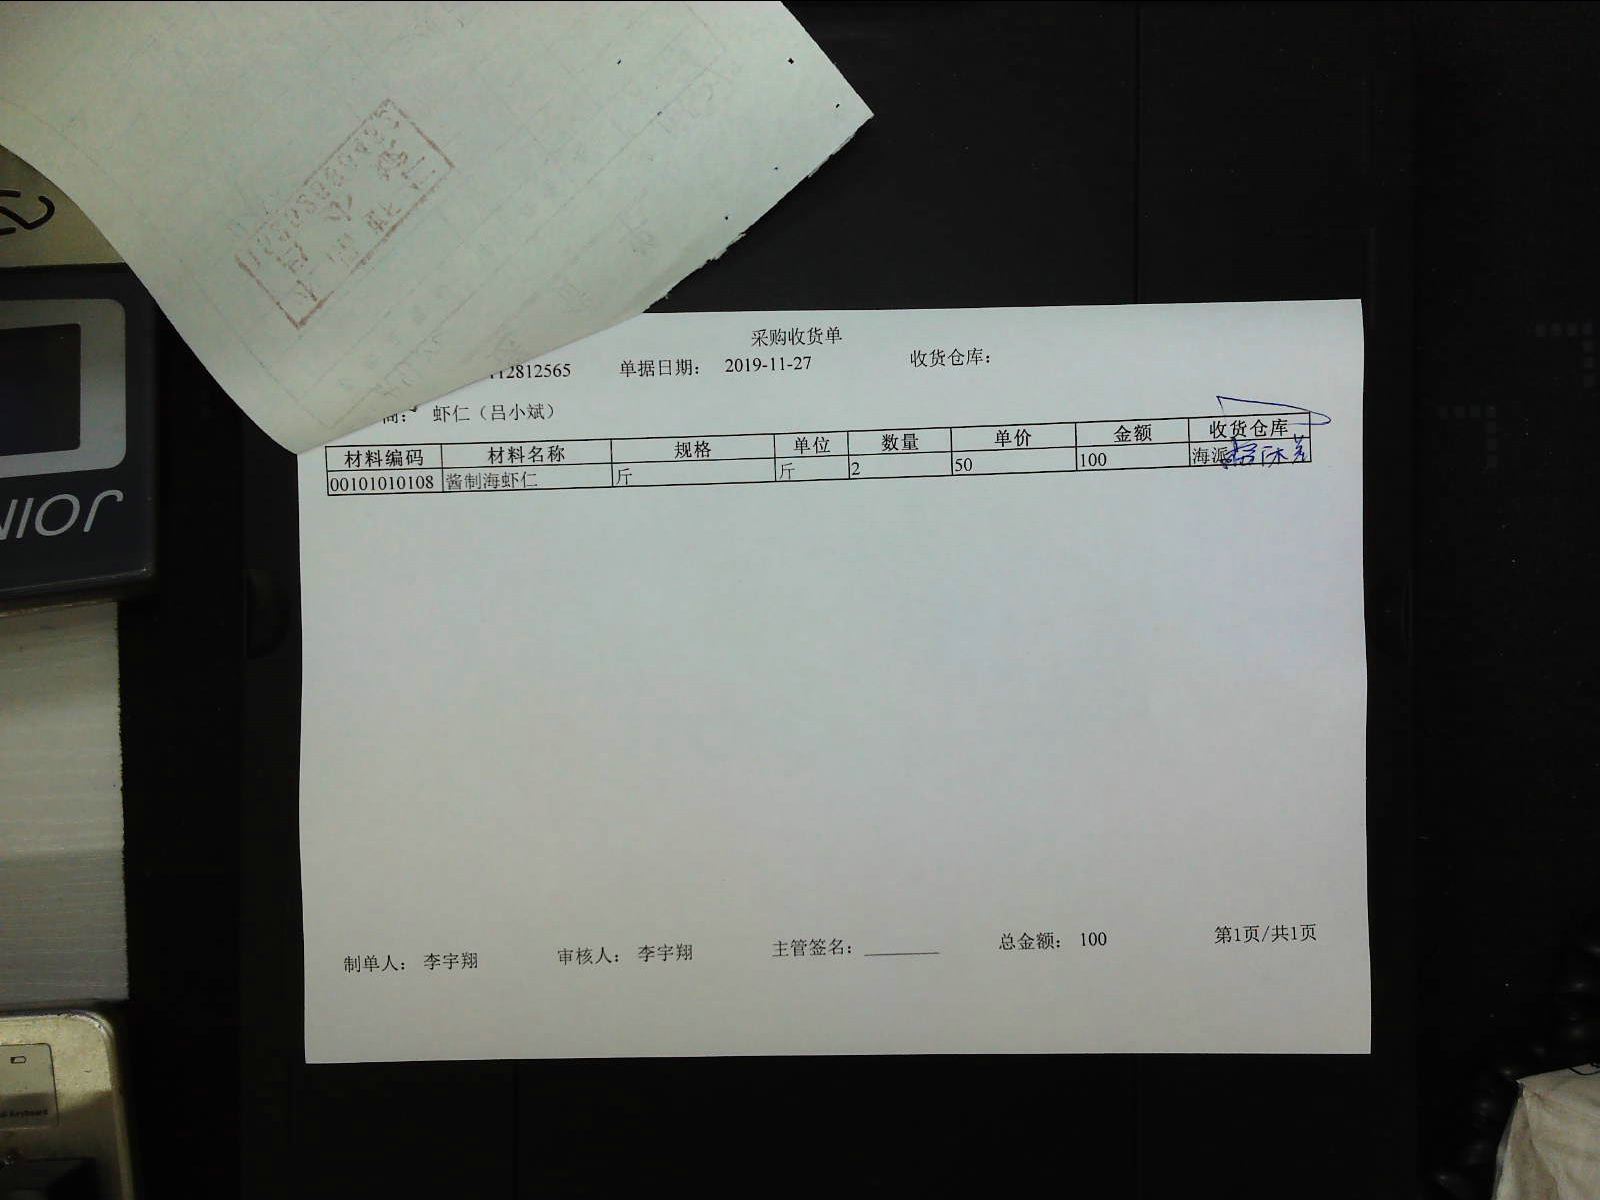 采购收货单
112812565 单据日期： 2019-11-27 收货仓库：
商： 虾仁（吕小斌）
材料编码 材料名称 规格 单位 数量 单价 金额 收货仓库
00101010108 酱制海虾仁 斤 斤 2 50 100 海派
制单人： 李宇翔 审核人： 李宇翔 主管签名： 总金额： 100 第1页/共1页